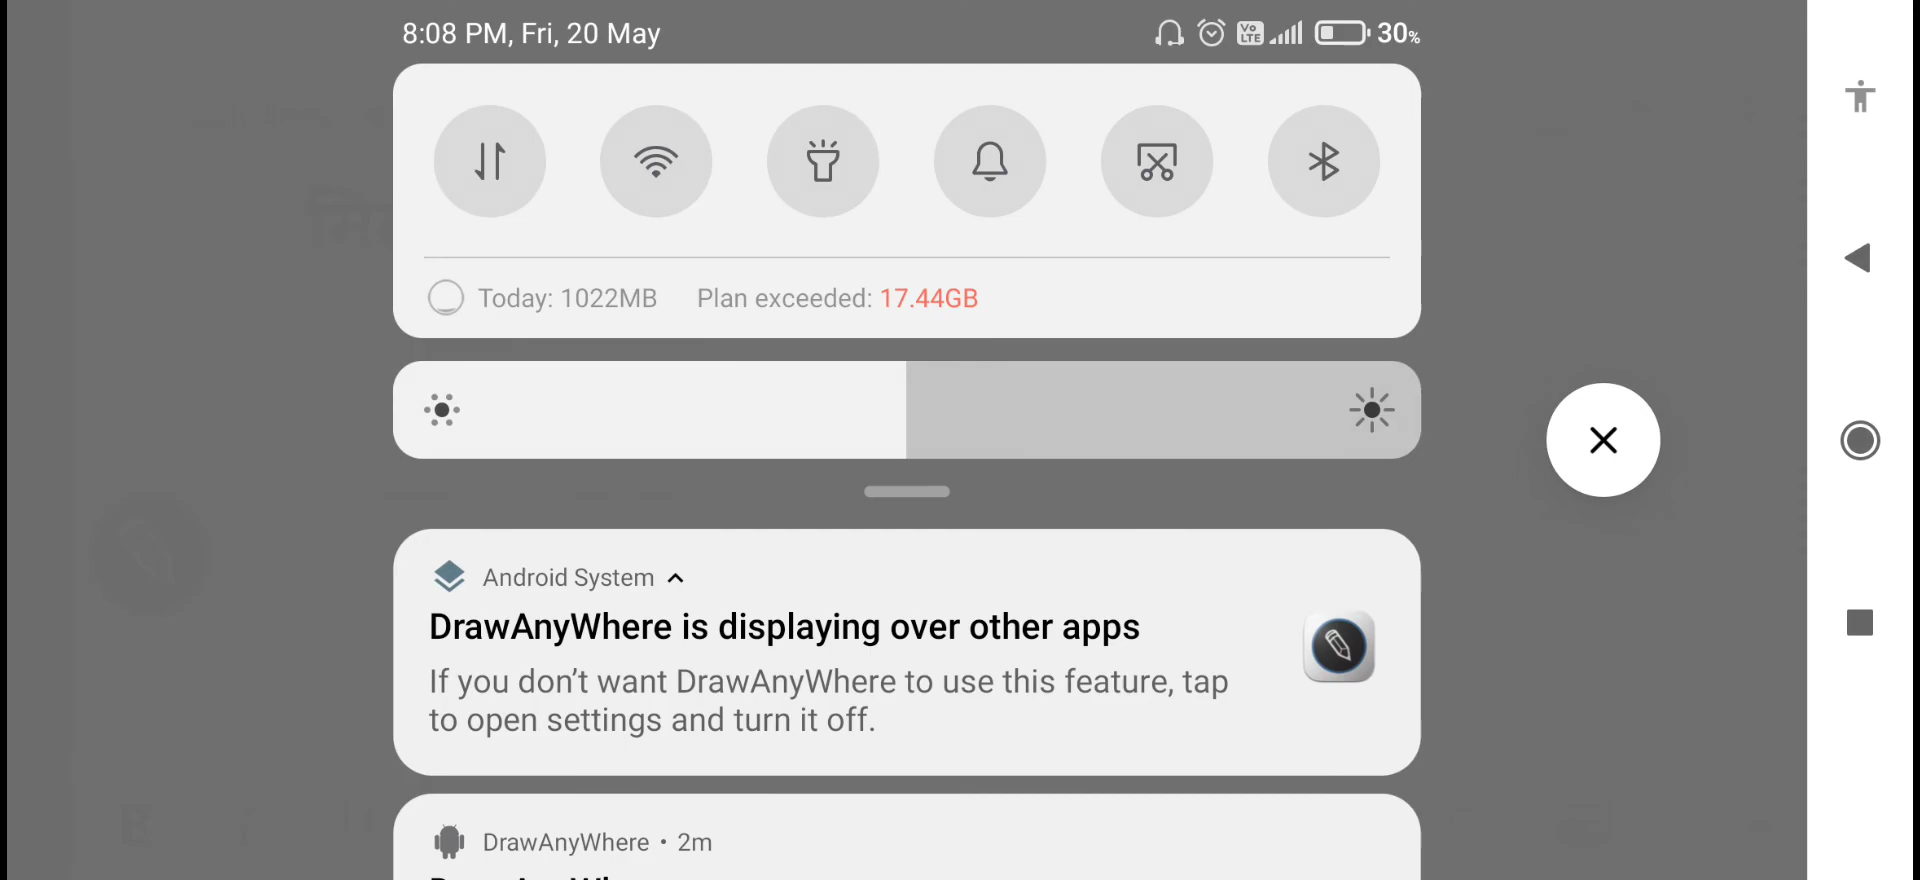 8:08 PM, Fri, 20 May
Vo LTE
30%
Today: 1022MB Plan exceeded: 17.44GB
Android System
DrawAnyWhere is displaying over other apps
If you don’t want DrawAnyWhere to use this feature, tap
to open settings and turn it off.
DrawAnyWhere • 2m